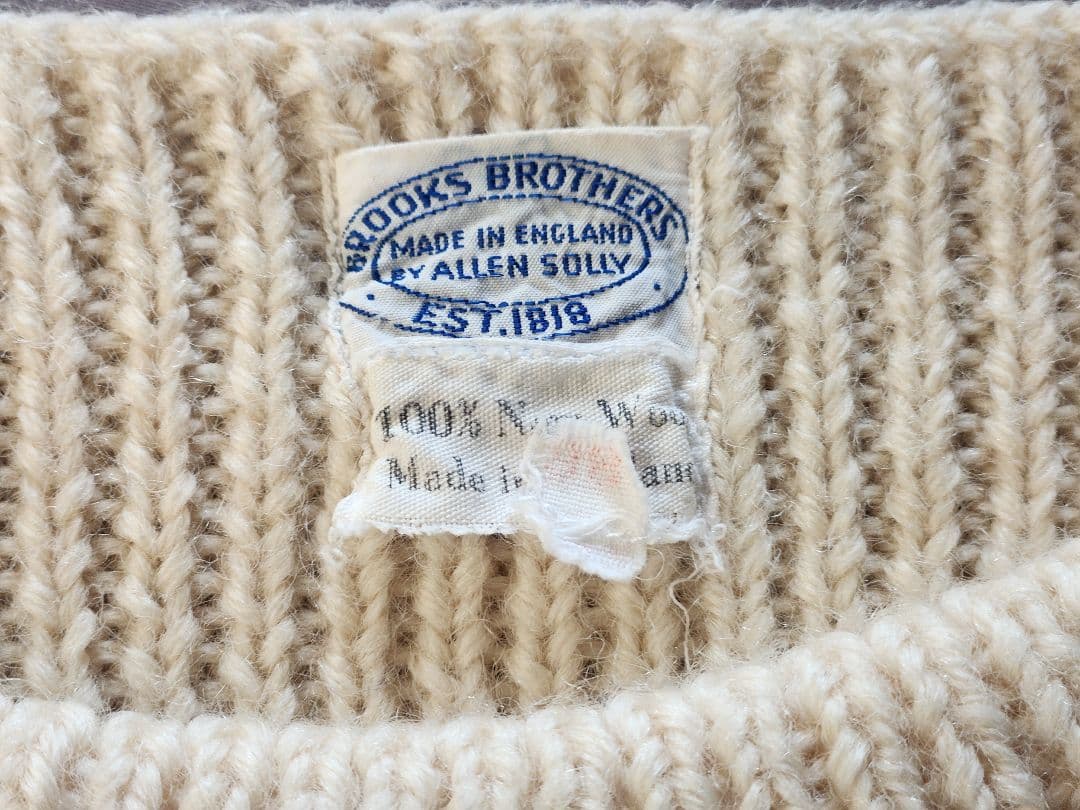 BROOKS BROTHERS
MADE IN ENGLAND
BY ALLEN SOLLY
EST. 1818
100%
Made